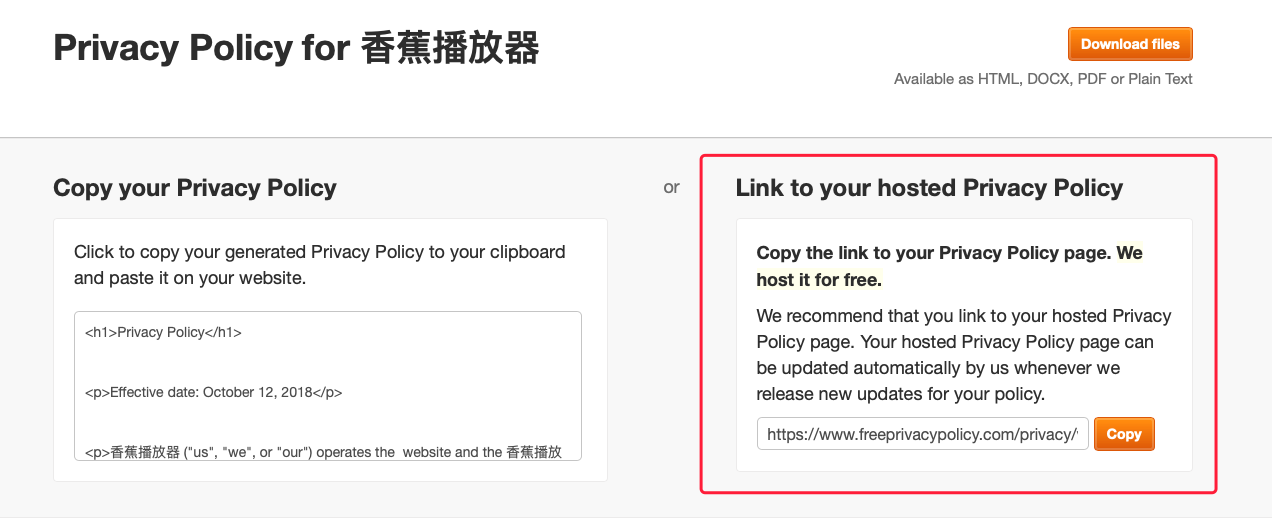 Privacy Policy for 香蕉播放器
Download files
Available as HTML, DOCX, PDF or Plain Text
Copy your Privacy Policy
or
Link to your hosted Privacy Policy
Click to copy your generated Privacy Policy to your clipboard
and paste it on your website.
<h1>Privacy Policy</h1>
<p>Effective date: October 12, 2018</p>
<p>香蕉播放器 ("us", "we", or "our") operates the  website and the 香蕉播放
Copy the link to your Privacy Policy page. We
host it for free.
We recommend that you link to your hosted Privacy
Policy page. Your hosted Privacy Policy page can
be updated automatically by us whenever we
release new updates for your policy.
https://www.freeprivacypolicy.com/privacy/
Copy